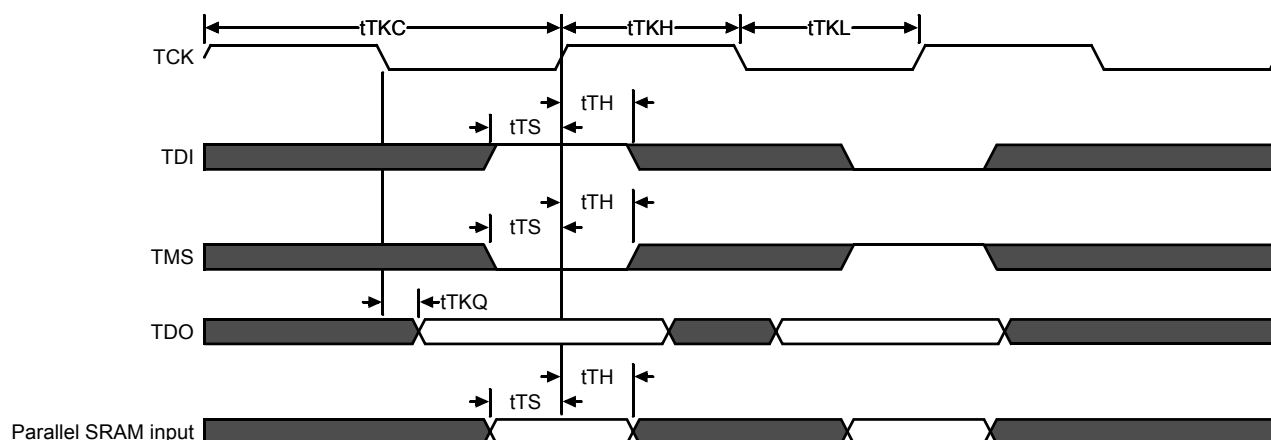 tTKC
tTKH
tTKL
TCK
tTH
tTS
TDI
tTH
tTS
TMS
tTKQ
TDO
tTH
tTS
Parallel SRAM input